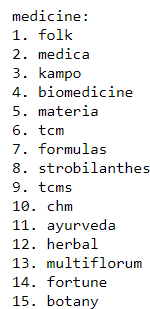 medicine:
1. folk
2. medica
3. kampo
4. biomedicine
5. materia
6. tcm
7. formulas
8. strobilanthes
9. tcms
10. chm
11. ayurveda
12. herbal
13. multiflorum
14. fortune
15. botany